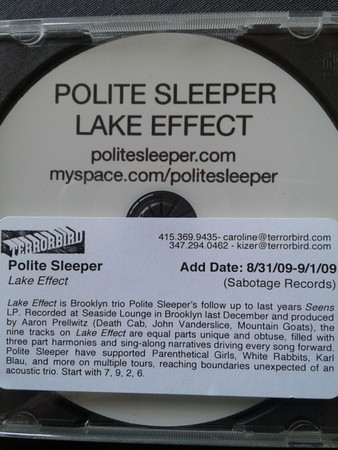 POLITE SLEEPER
LAKE EFFECT
politesleeper.com
myspace.com/politesleeper
TERRORBIRD
415.369.9435- caroline@terrorbird.com
347.294.0462 - kizer@terrorbird.com
Polite Sleeper
Add Date: 8/31/09-9/1/09
Lake Effect
(Sabotage Records)
Lake Effect is Brooklyn trio Polite Sleeper's follow up to last years Seens
LP. Recorded at Seaside Lounge in Brooklyn last December and produced
by Aaron Prellwitz (Death Cab, John Vanderslice, Mountain Goats), the
nine tracks on Lake Effect are equal parts unique and obtuse, filled with
three part harmonies and sing-along narratives driving every song forward.
Polite Sleeper have supported Parenthetical Girls, White Rabbits, Karl
Blau, and more on multiple tours, reaching boundaries unexpected of an
acoustic trio. Start with 7, 9, 2, 6.